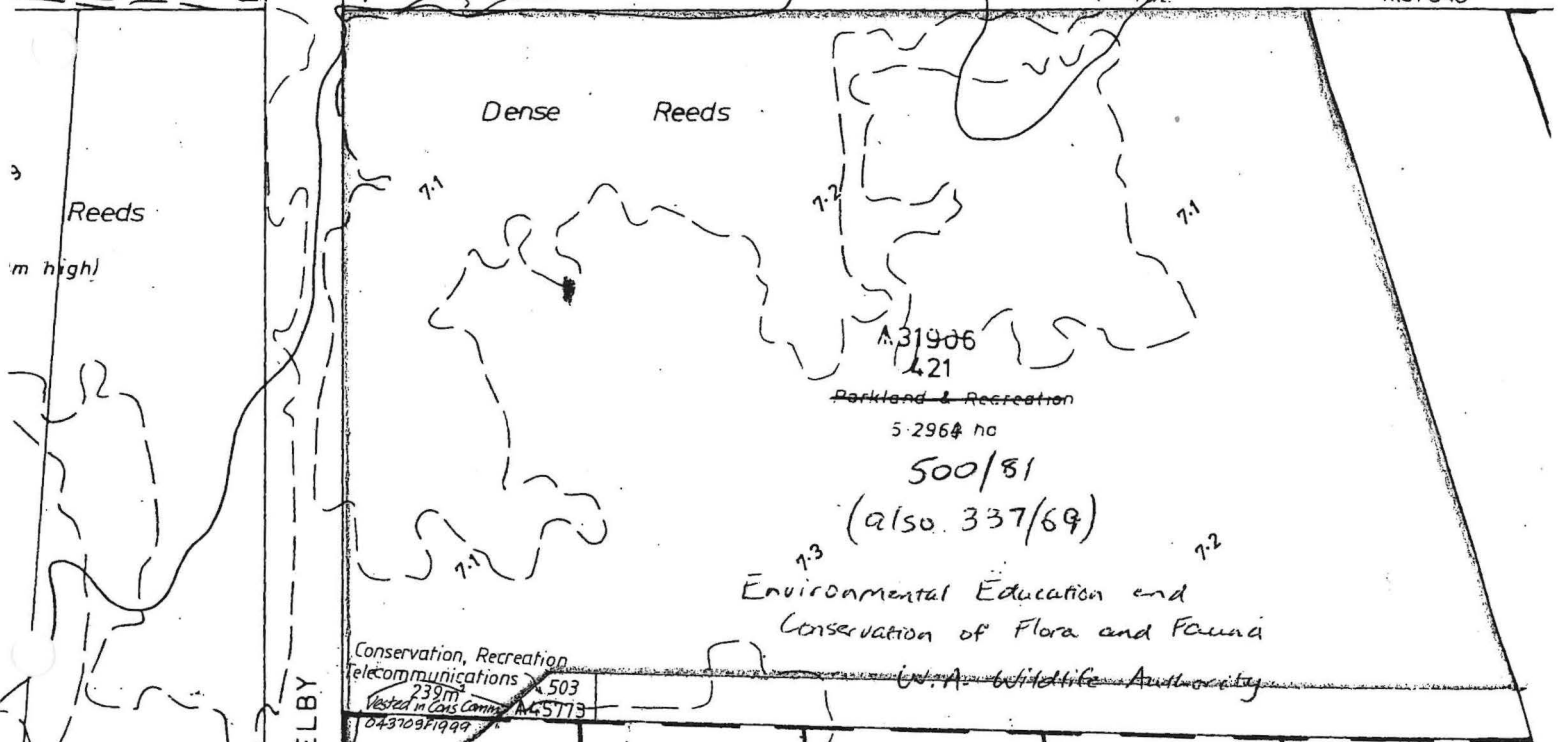 Dense Reeds
7.1
7.2
7.1
Reeds
m high)
A31906
421
Parkland & Recreation
5.2964 ha
500/81
(also. 337/69)
7.3
7.2
7.1
Environmental Education and
Conservation of Flora and Fauna
W.A. Wildlife Authority
Conservation, Recreation
Telecommunications
503
239m²
Vested in Cons Comm
A45773
043709F1999
ELBY